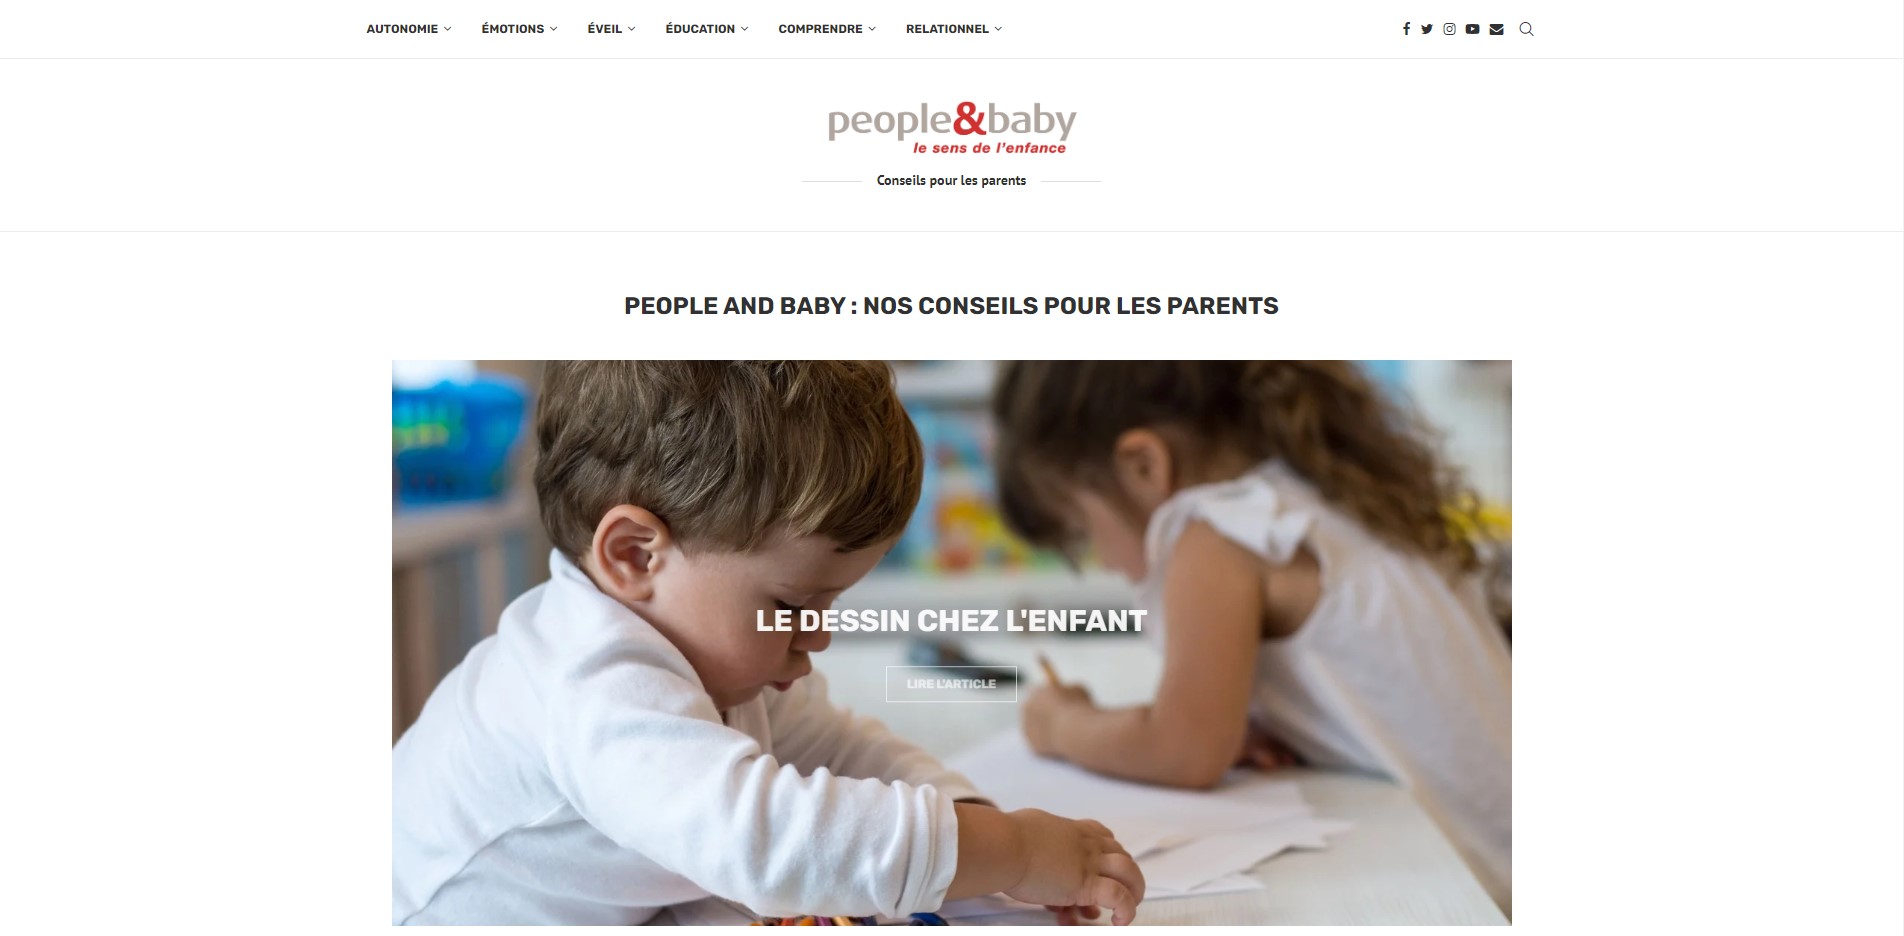 AUTONOMIE ÉMOTIONS ÉVEIL ÉDUCATION COMPRENDRE RELATIONNEL
people&baby
le sens de l'enfance
Conseils pour les parents
PEOPLE AND BABY : NOS CONSEILS POUR LES PARENTS
LE DESSIN CHEZ L'ENFANT
LIRE L'ARTICLE